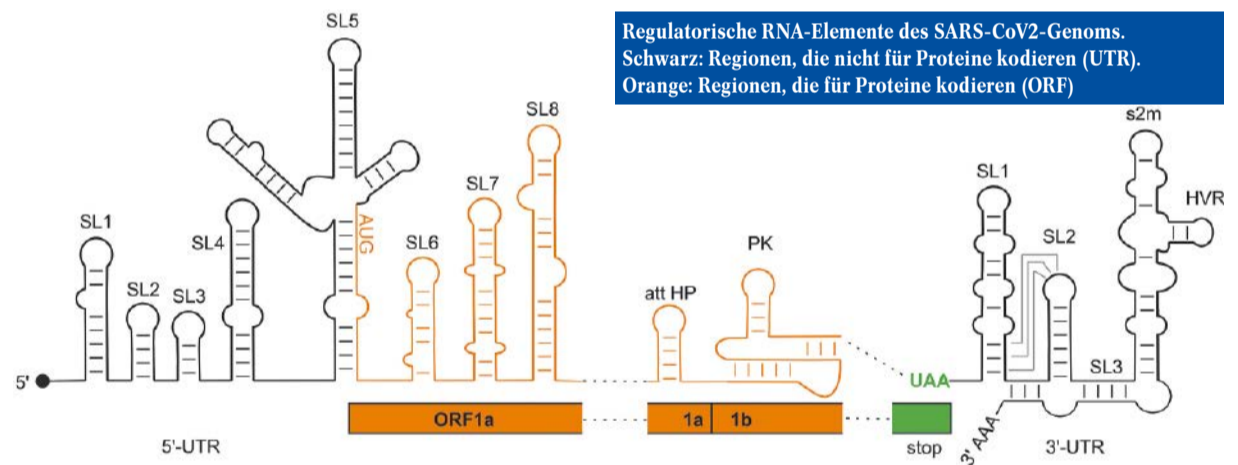 Regulatorische RNA-Elemente des SARS-CoV2-Genoms.
Schwarz: Regionen, die nicht für Proteine kodieren (UTR).
Orange: Regionen, die für Proteine kodieren (ORF)
SL5
SL8
s2m
SL7
SL1
HVR
SL1
SL4
AUG
SL6
PK
SL2
SL2
SL3
att HP
SL3
5'
UAA
ORF1a
1a
1b
3' AAA
5'-UTR
stop
3'-UTR